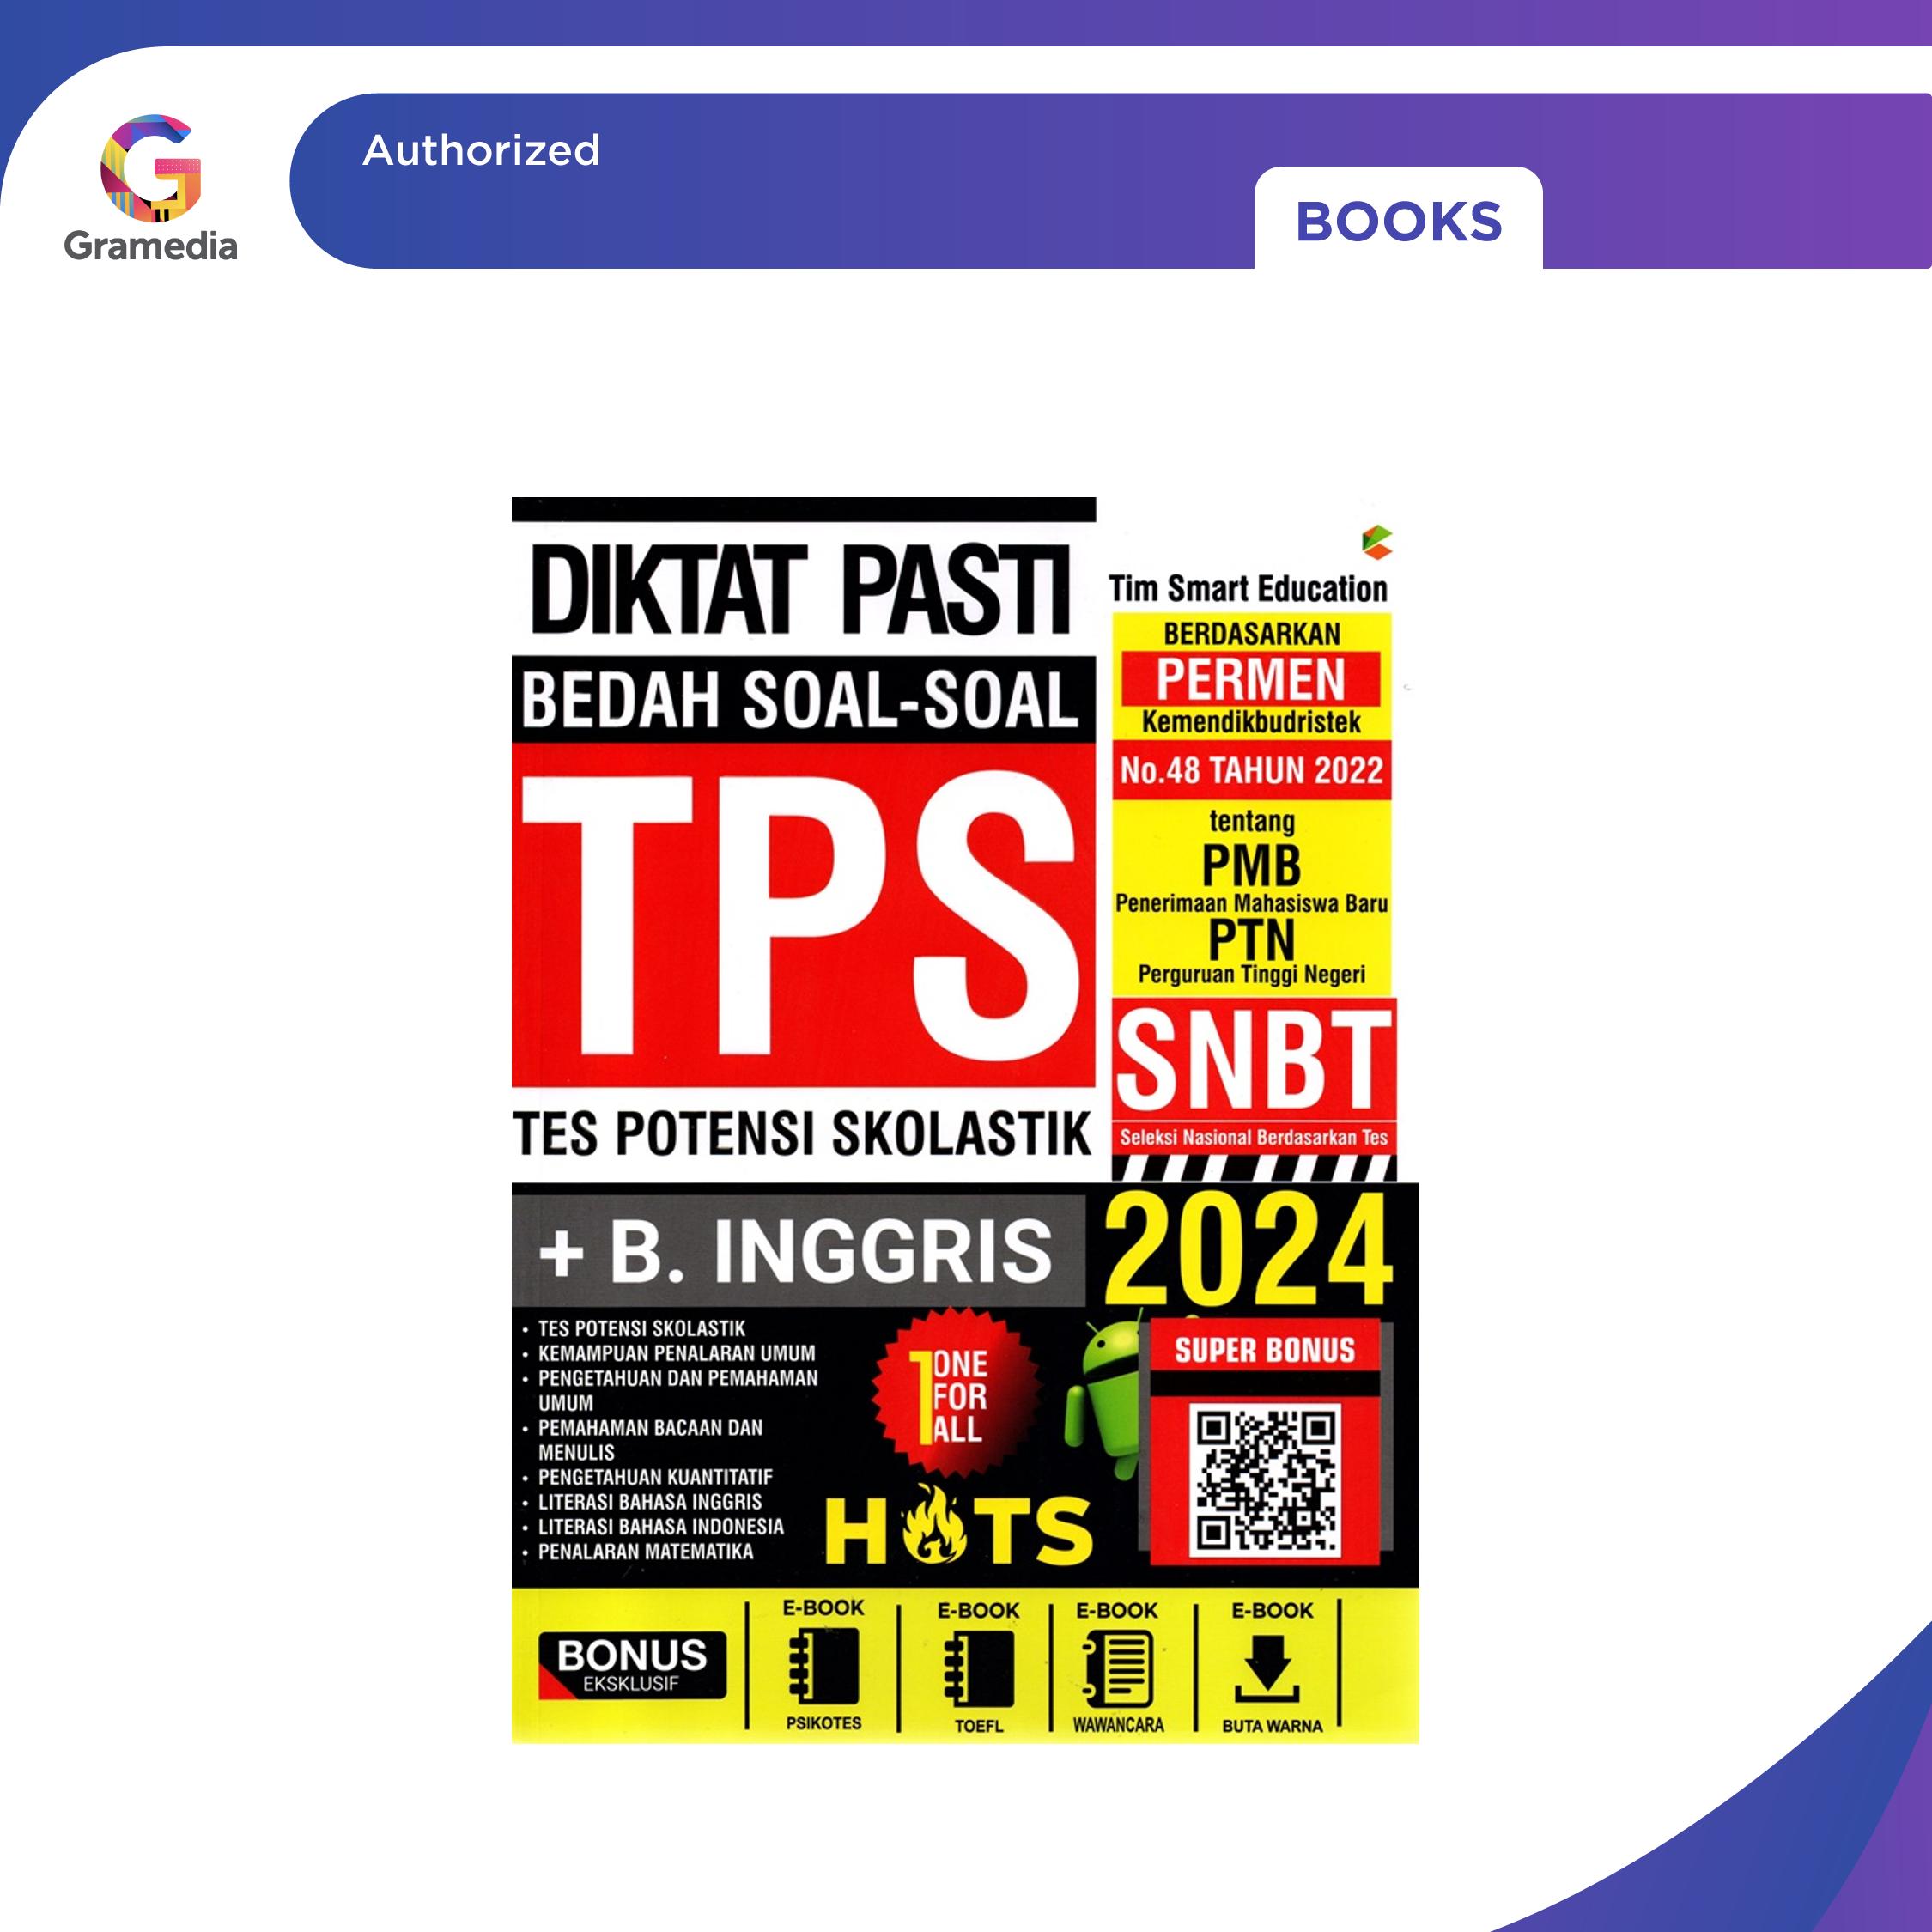 Gramedia
Authorized
BOOKS
DIKTAT PASTI
BEDAH SOAL-SOAL
TPS
TES POTENSI SKOLASTIK
Tim Smart Education
BERDASARKAN
PERMEN
Kemendikbudristek
No.48 TAHUN 2022
tentang
PMB
Penerimaan Mahasiswa Baru
PTN
Perguruan Tinggi Negeri
SNBT
Seleksi Nasional Berdasarkan Tes
+ B. INGGRIS
2024
• TES POTENSI SKOLASTIK
• KEMAMPUAN PENALARAN UMUM
• PENGETAHUAN DAN PEMAHAMAN
UMUM
• PEMAHAMAN BACAAN DAN
MENULIS
• PENGETAHUAN KUANTITATIF
• LITERASI BAHASA INGGRIS
• LITERASI BAHASA INDONESIA
• PENALARAN MATEMATIKA
1 ONE
FOR
ALL
HOTS
SUPER BONUS
BONUS
EKSKLUSIF
E-BOOK
PSIKOTES
E-BOOK
TOEFL
E-BOOK
WAWANCARA
E-BOOK
BUTA WARNA